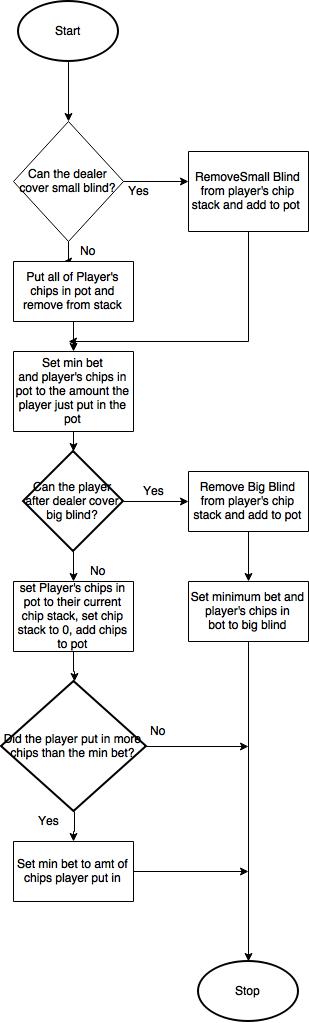 Start
Can the dealer
cover small blind?
Yes
RemoveSmall Blind
from player's chip
stack and add to pot
No
Put all of Player's
chips in pot and
remove from stack
Set min bet
and player's chips in
pot to the amount the
player just put in the
pot
Can the player
after dealer cover
big blind?
Yes
Remove Big Blind
from player's chip
stack and add to pot
No
set Player's chips in
pot to their current
chip stack, set chip
stack to 0, add chips
to pot
Set minimum bet and
player's chips in
bot to big blind
Did the player put in more
chips than the min bet?
No
Yes
Set min bet to amt of
chips player put in
Stop